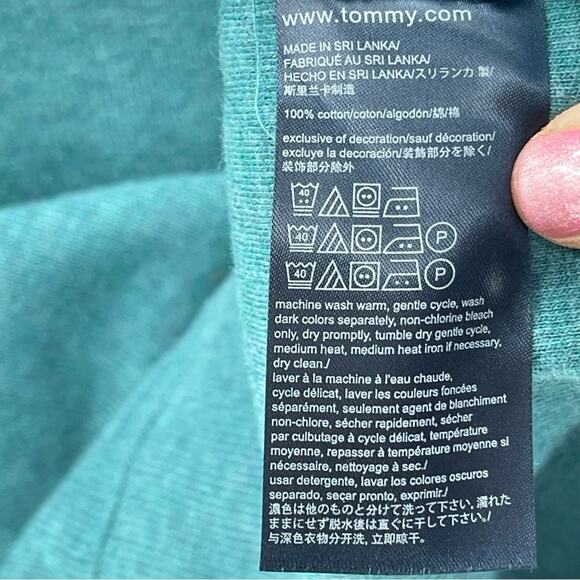 www.tommy.com
MADE IN SRI LANKA/
FABRIQUÉ AU SRI LANKA/
HECHO EN SRI LANKA/スリランカ 製/
斯里兰卡制造
100% cotton/coton/algodón/綿/棉
exclusive of decoration/sauf décoration/
excluye la decoración/装飾部分を除く/
装饰部分除外
40
40 P
40 P
machine wash warm, gentle cycle, wash
dark colors separately, non-chlorine bleach
only, dry promptly, tumble dry gentle cycle,
medium heat, medium heat iron if necessary,
dry clean./
laver à la machine à l'eau chaude,
cycle délicat, laver les couleurs foncées
séparément, seulement agent de blanchiment
non-chlore, sécher rapidement, sécher
par culbutage à cycle délicat, température
moyenne, repasser à température moyenne si
nécessaire, nettoyage à sec./
usar detergente, lavar los colores oscuros
separado, seçar pronto, exprimir./
濃色は他のものと分けて洗って下さい, 濡れた
ままにせず脱水後は直ぐに干して下さい./
与深色衣物分开洗, 立即晾干。